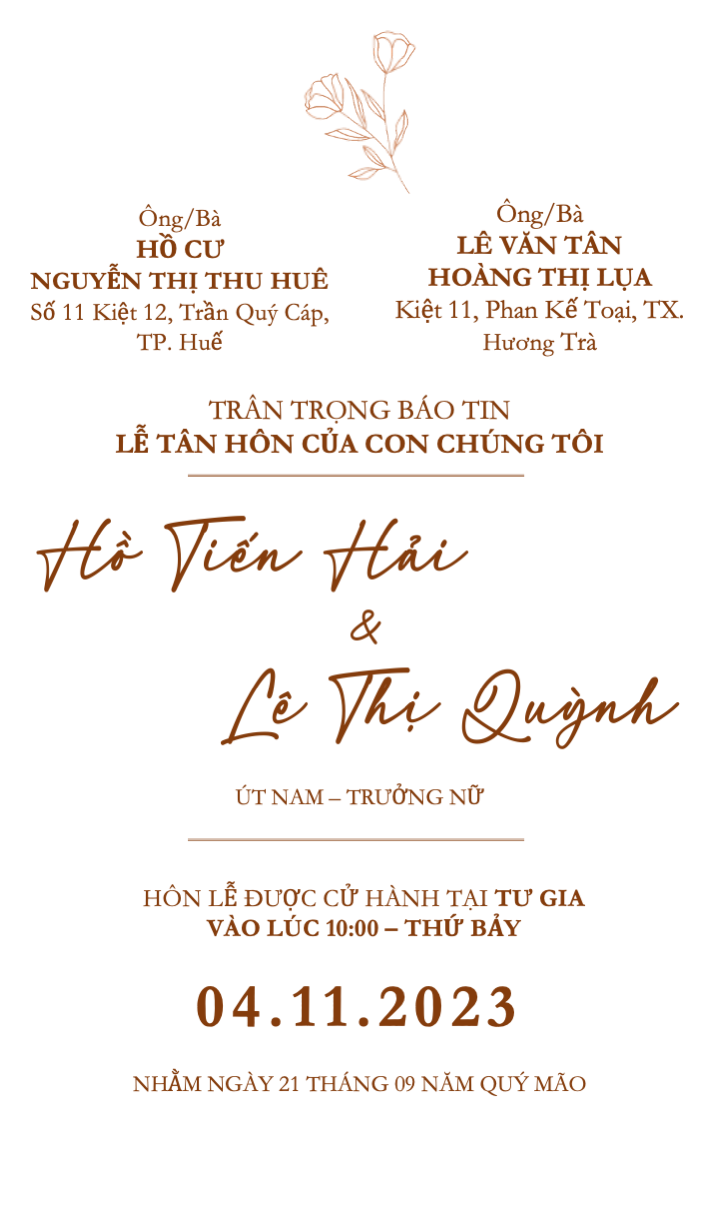 Ông/Bà
HỒ CƯ
NGUYỄN THỊ THU HUÊ
Số 11 Kiệt 12, Trần Quý Cáp,
TP. Huế
Ông/Bà
LÊ VĂN TÂN
HOÀNG THỊ LỤA
Kiệt 11, Phan Kế Toại, TX.
Hương Trà
TRÂN TRỌNG BÁO TIN
LỄ TÂN HÔN CỦA CON CHÚNG TÔI
Hồ Tiến Hải
&
Lê Thị Quỳnh
ÚT NAM – TRƯỞNG NỮ
HÔN LỄ ĐƯỢC CỬ HÀNH TẠI TƯ GIA
VÀO LÚC 10:00 – THỨ BẢY
04.11.2023
NHẰM NGÀY 21 THÁNG 09 NĂM QUÝ MÃO